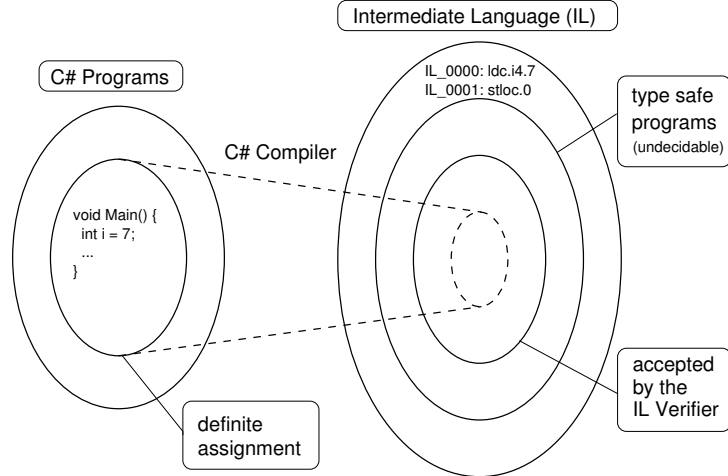 Intermediate Language (IL)
C# Programs
IL_0000: ldc.i4.7
IL_0001: stloc.0
type safe
programs
(undecidable)
C# Compiler
void Main() {
int i = 7;
...
}
accepted
by the
IL Verifier
definite
assignment